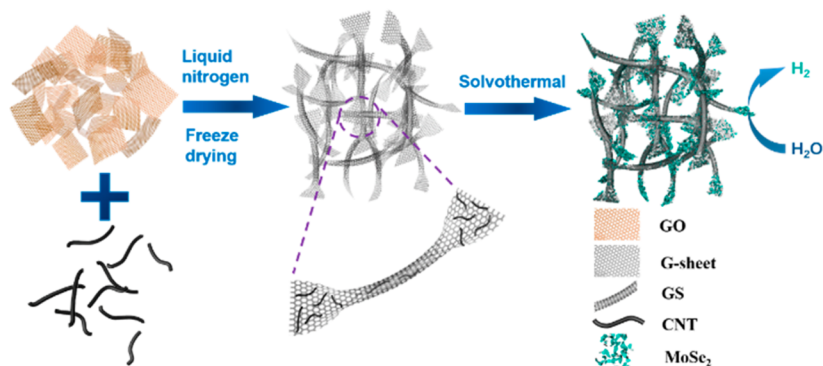 Liquid
nitrogen
Freeze
drying
Solvothermal
H₂
H₂O
GO
G-sheet
GS
CNT
MoSe₂